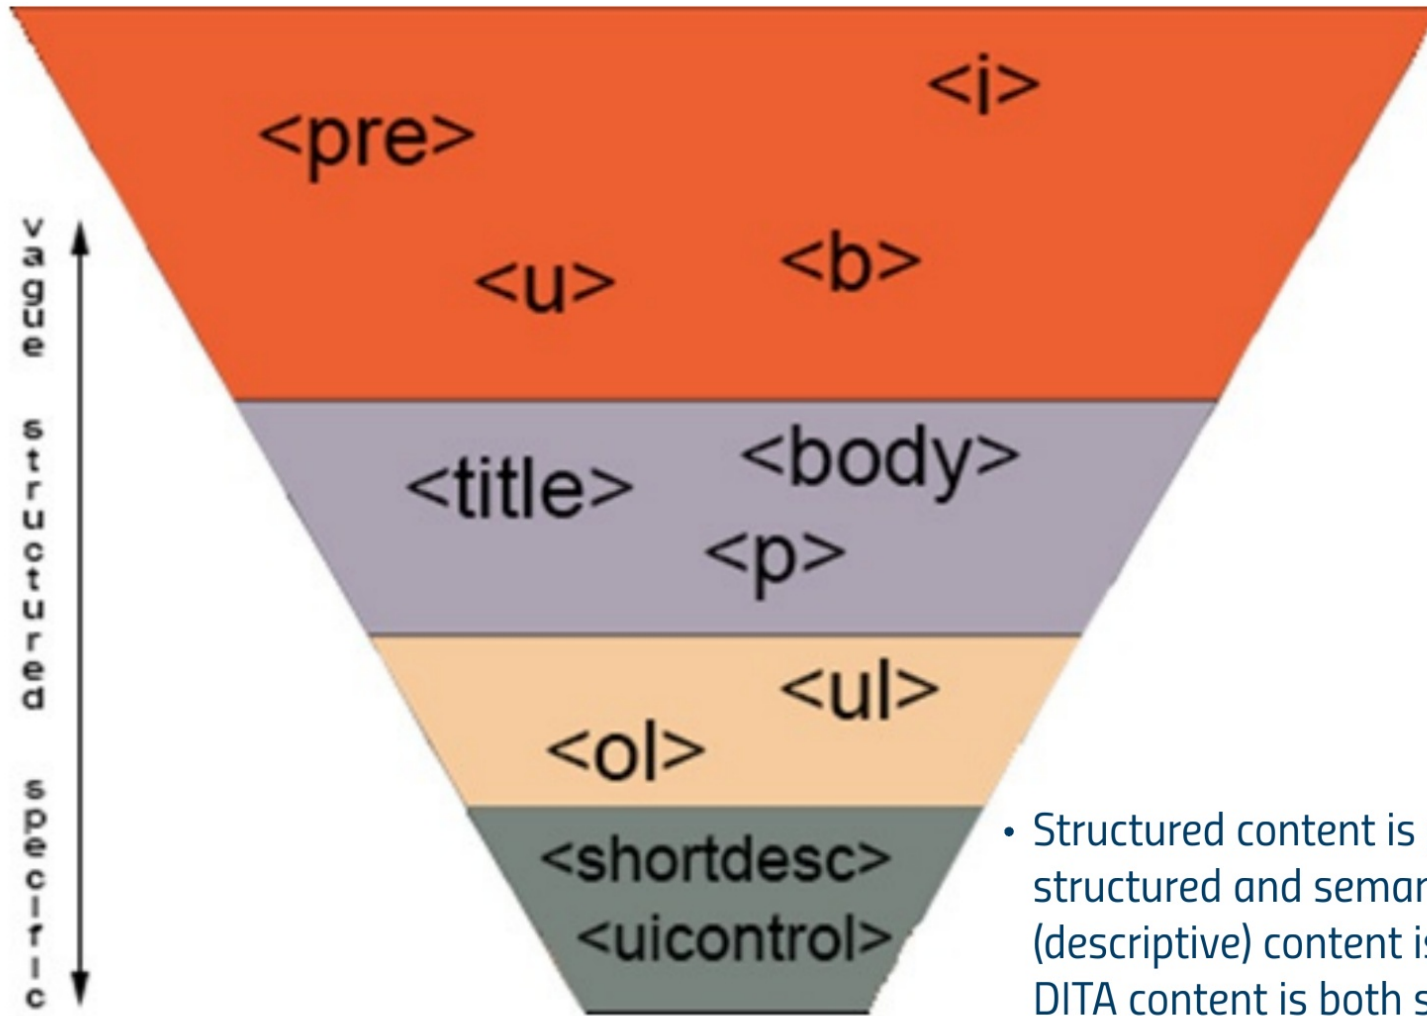 <i>
<pre>
<b>
<u>
<body>
<title>
<p>
<ul>
<ol>
<shortdesc>
<uicontrol>
vague structured specific
• Structured content is
structured and
(descriptive) content
DITA content is both